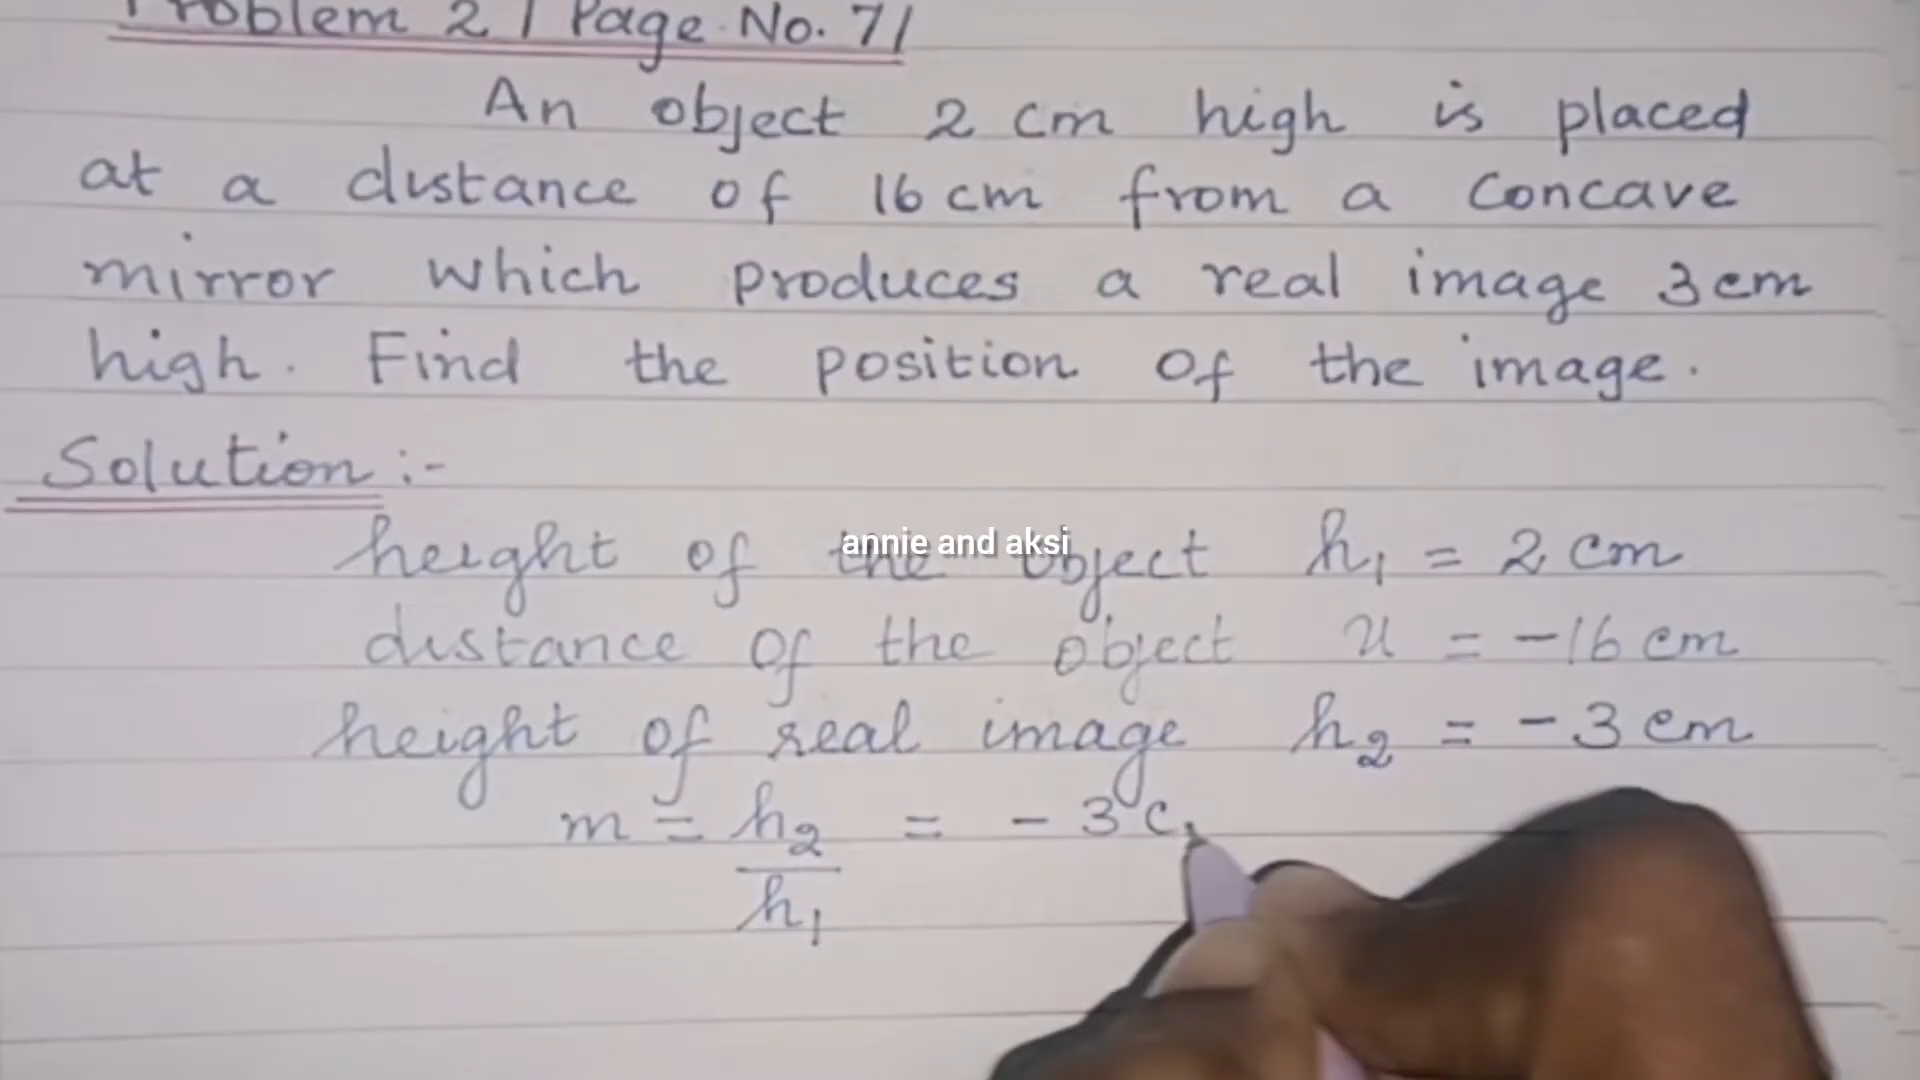 Problem 2 / Page No. 71
An object 2 cm high is placed
at a distance of 16 cm from a concave
mirror which produces a real image 3 cm
high. Find the position of the image.
Solution :-
height of the object h₁ = 2 cm
annie and aksi
distance of the object u = -16 cm
height of real image h₂ = -3 cm
m = h₂ = - 3 c
h₁